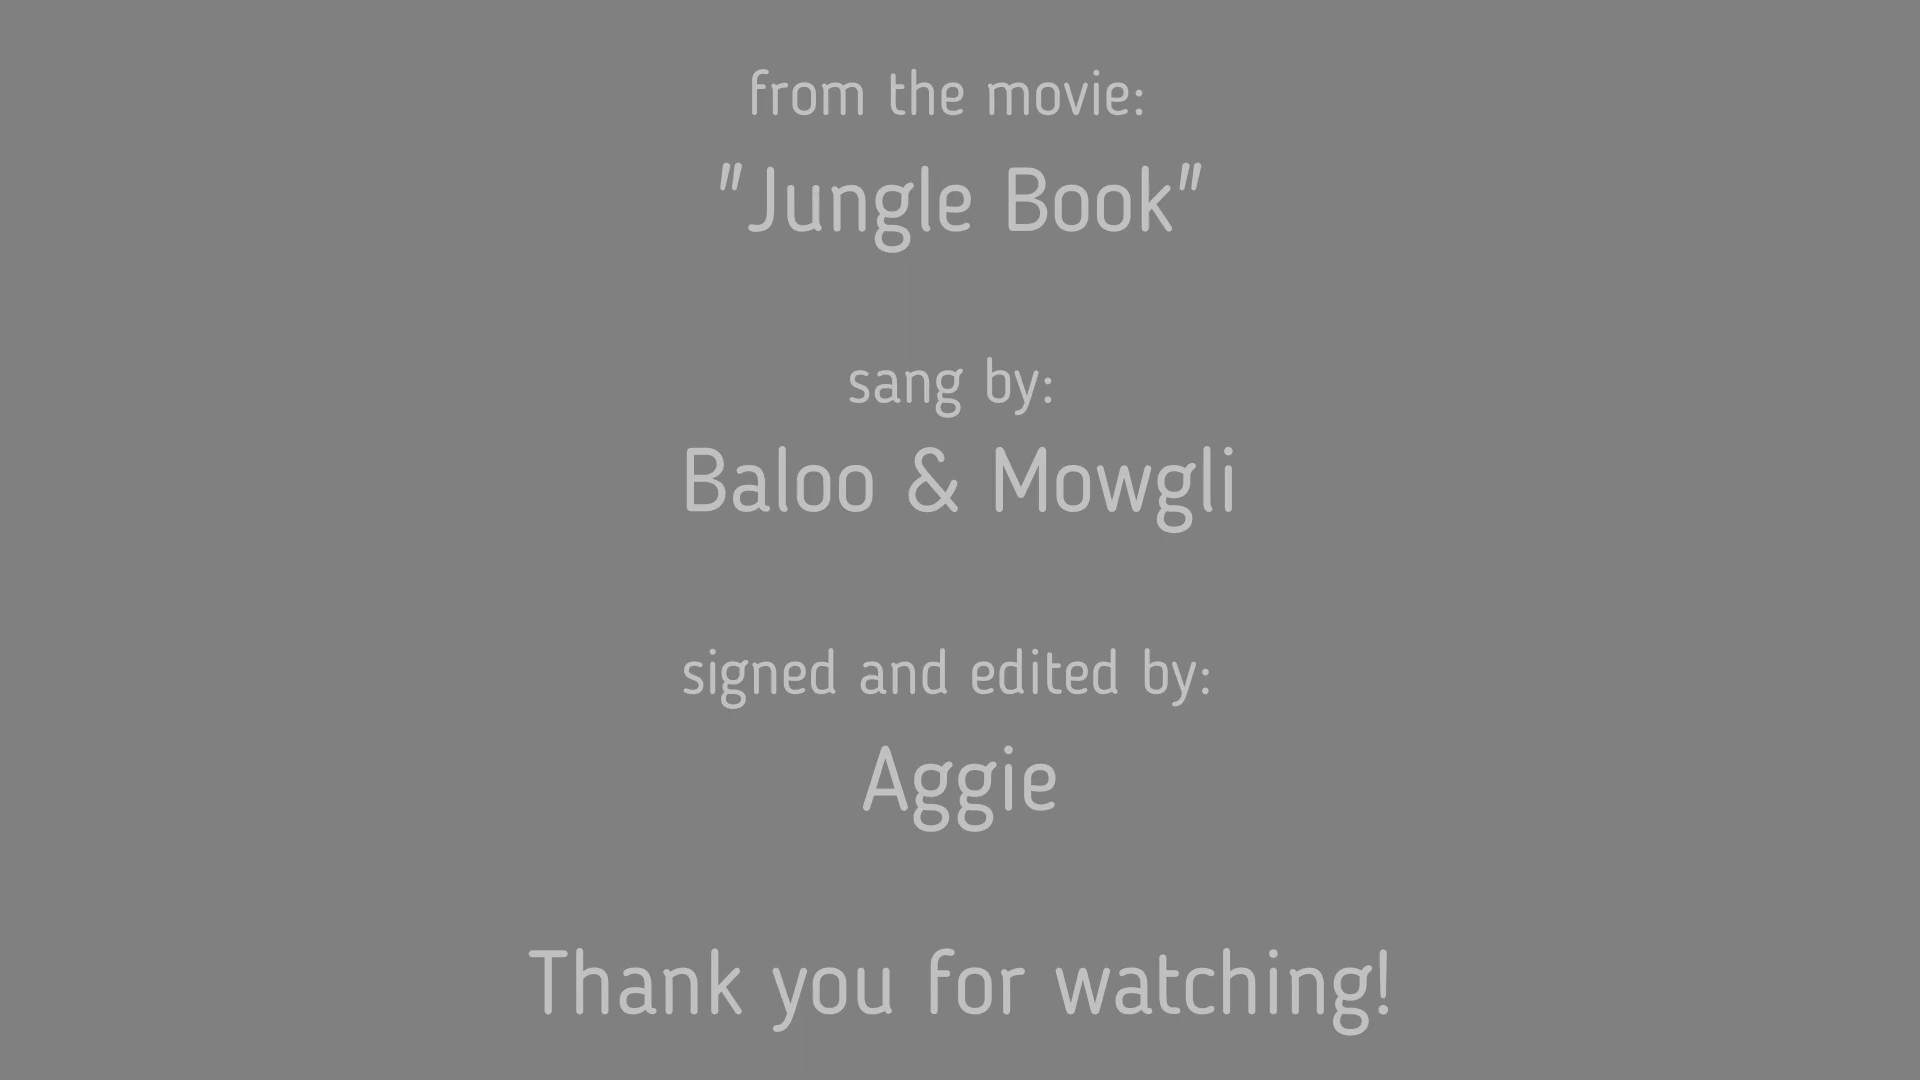 from the movie:
"Jungle Book"
sang by:
Baloo & Mowgli
signed and edited by:
Aggie
Thank you for watching!